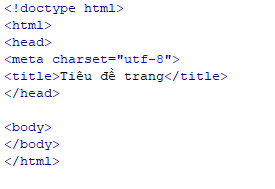 <!doctype html>
<html>
<head>
<meta charset="utf-8">
<title>Tiêu đề trang</title>
</head>

<body>
</body>
</html>